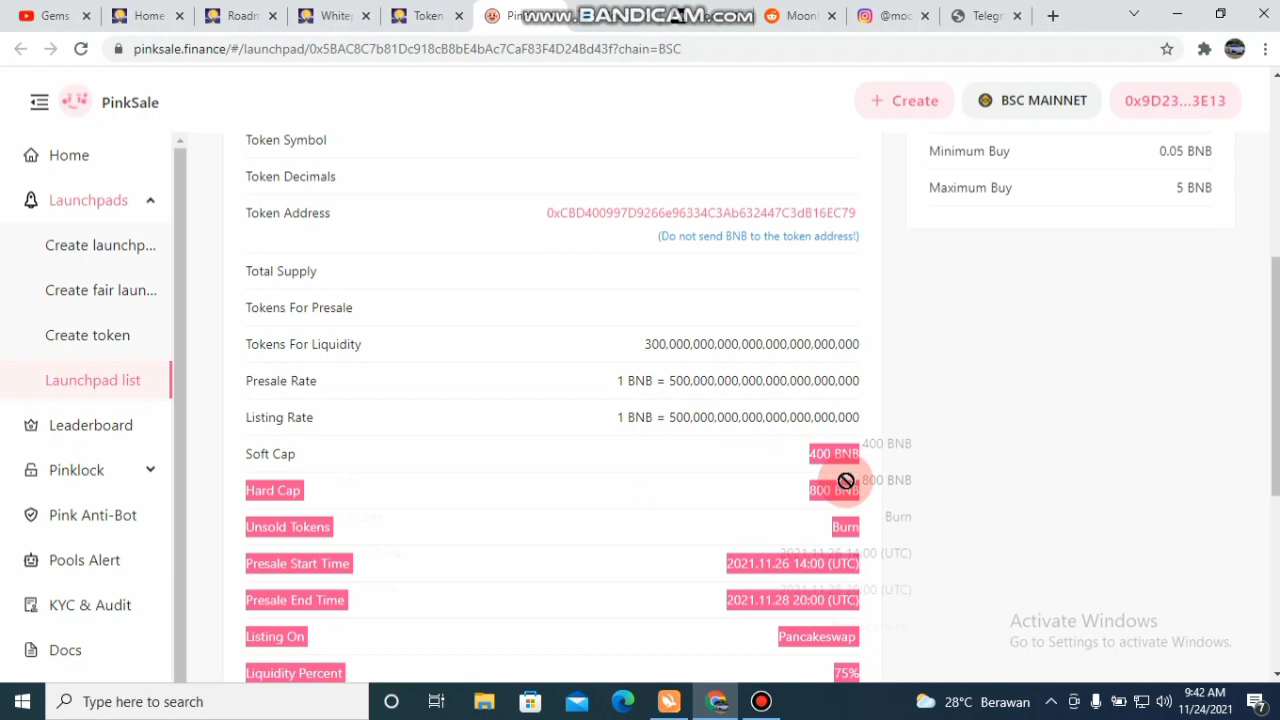 Gem
Home
Roadm
White
Token
Pin
www.BANDICAM.com
Moon
@moo
Telegr
pinksale.finance/#/launchpad/0x5BAC8C7b81Dc918cB8bE4bAc7CaF83F4D24Bd43f?chain=BSC
PinkSale
+ Create
BSC MAINNET
0x9D23...3E13
Home
Launchpads
Create launchp...
Create fair laun...
Create token
Launchpad list
Leaderboard
Pinklock
Pink Anti-Bot
Pools Alert
KYC & Audit
Docs
Token Symbol
Token Decimals
Token Address 0xCBD400997D9266e96334C3Ab632447C3dB16EC79
(Do not send BNB to the token address!)
Total Supply
Tokens For Presale
Tokens For Liquidity 300,000,000,000,000,000,000,000,000
Presale Rate 1 BNB = 500,000,000,000,000,000,000,000
Listing Rate 1 BNB = 500,000,000,000,000,000,000,000
Soft Cap 400 BNB
Hard Cap 800 BNB
Unsold Tokens Burn
Presale Start Time 2021.11.26 14:00 (UTC)
Presale End Time 2021.11.28 20:00 (UTC)
Listing On Pancakeswap
Liquidity Percent 75%
400 BNB
800 BNB
Burn
Minimum Buy 0.05 BNB
Maximum Buy 5 BNB
Activate Windows
Go to Settings to activate Windows.
Type here to search
28°C Berawan
9:42 AM
11/24/2021
7